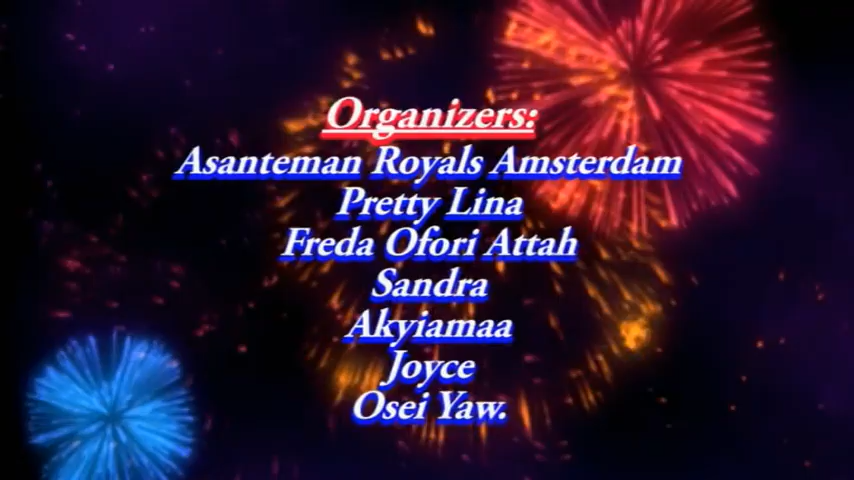 Organizers:
Asanteman Royals Amsterdam
Pretty Lina
Freda Ofori Attah
Sandra
Akyiamaa
Joyce
Osei Yaw.